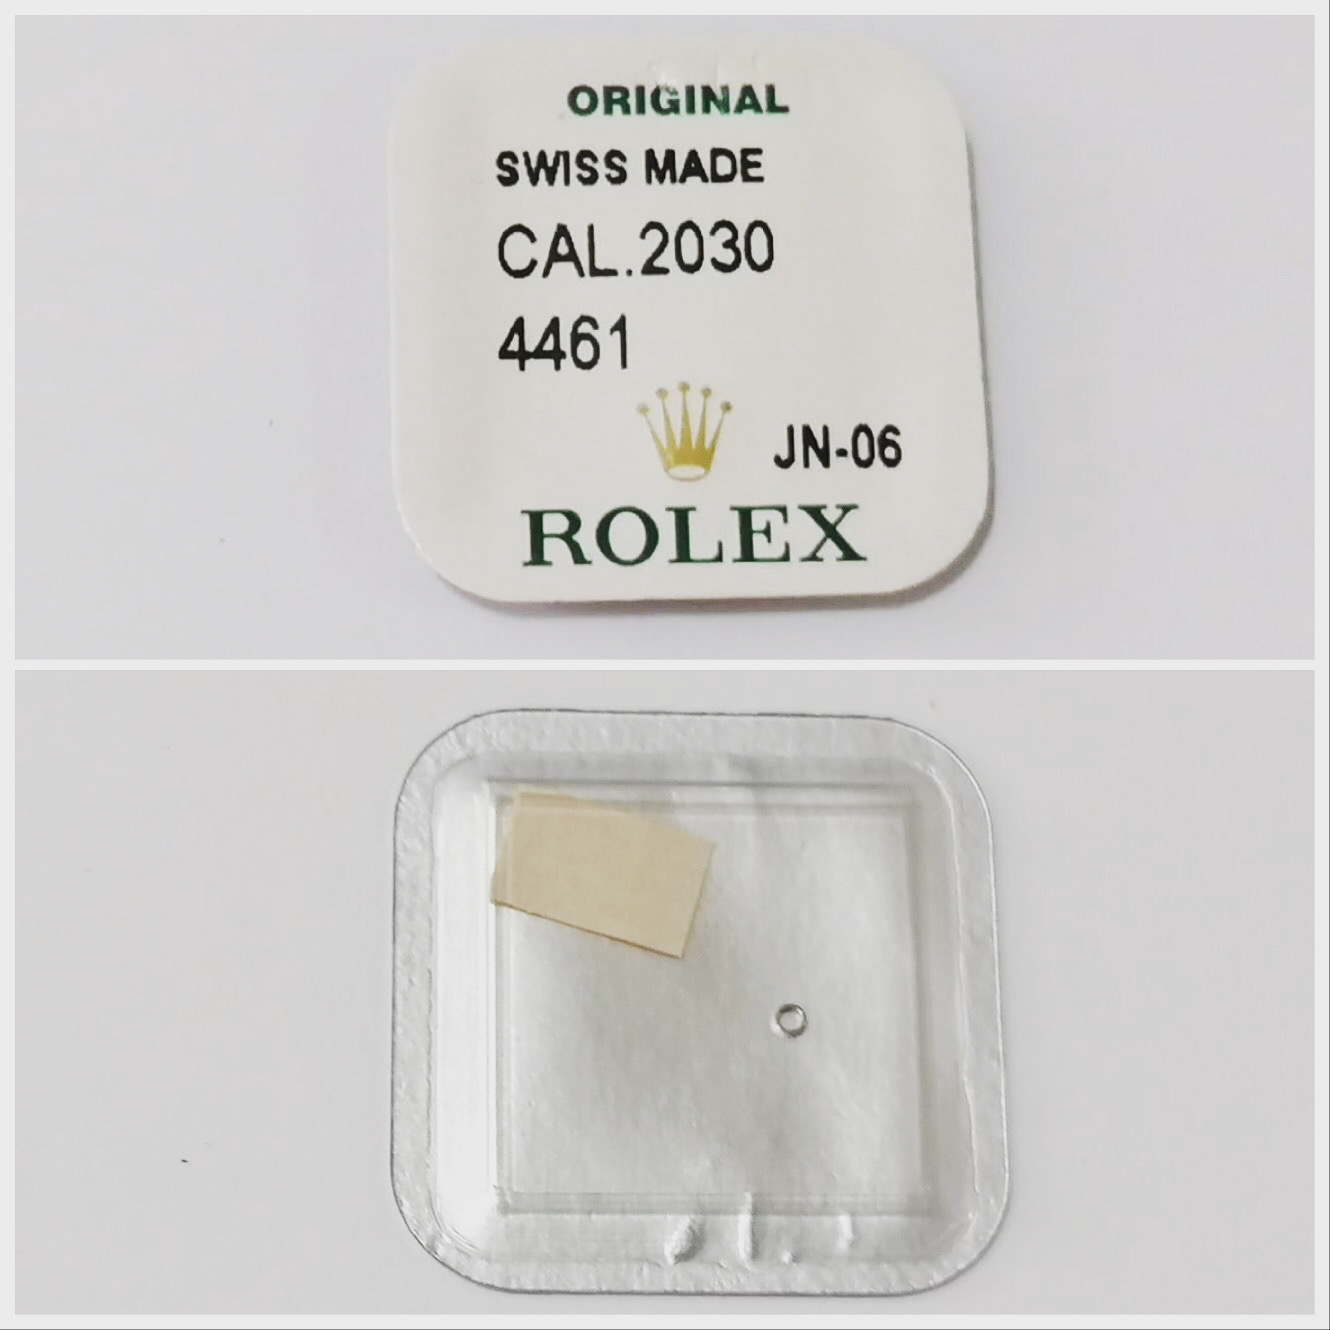 ORIGINAL
SWISS MADE
CAL.2030
4461
JN-06
ROLEX